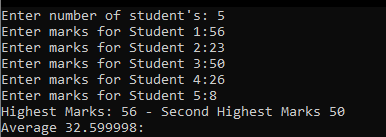 Enter number of student's: 5
Enter marks for Student 1:56
Enter marks for Student 2:23
Enter marks for Student 3:50
Enter marks for Student 4:26
Enter marks for Student 5:8
Highest Marks: 56 - Second Highest Marks 50
Average 32.599998: